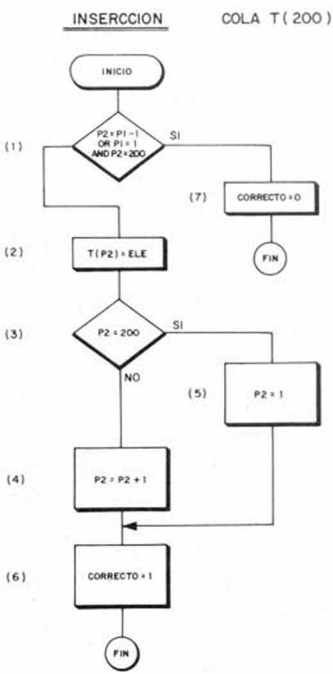 INSERCCION COLA T(200)
INICIO
P2=P1-1
OR P1=1
AND P2=200
SI
(1)
(7)
CORRECTO=0
FIN
(2)
T(P2)=ELE
(3)
P2=200
SI
NO
(5)
P2=1
(4)
P2=P2+1
(6)
CORRECTO=1
FIN